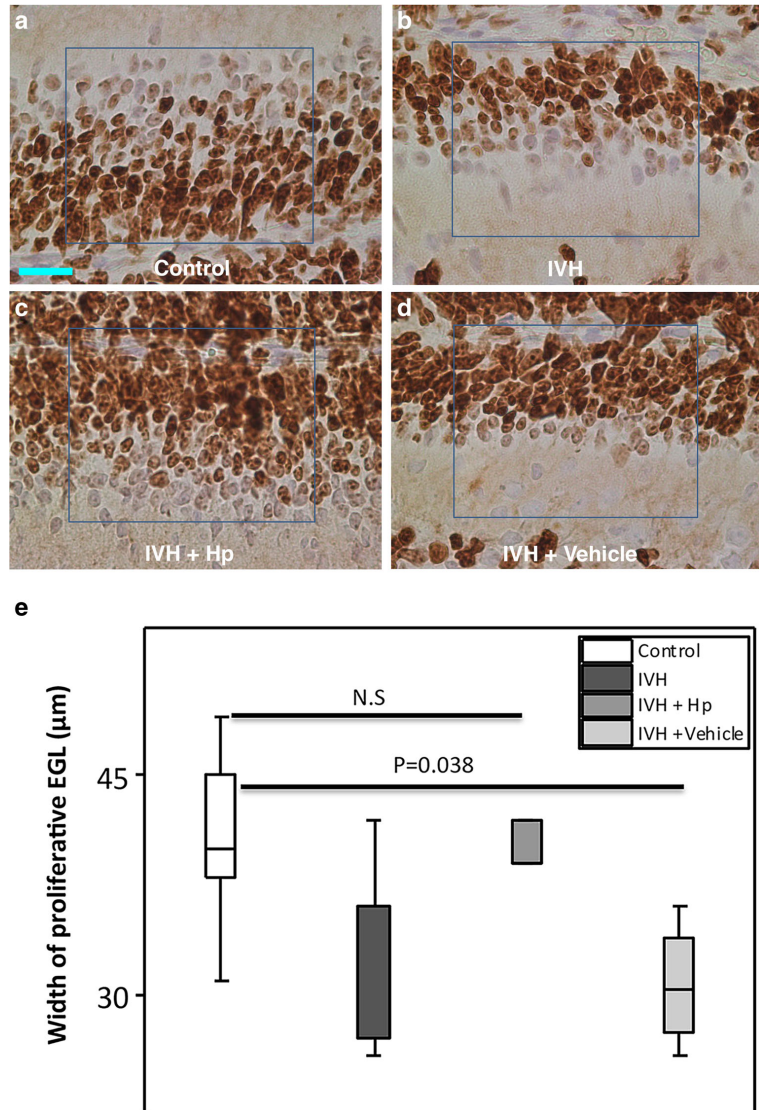 a
b
Control
IVH
c
d
IVH + Hp
IVH + Vehicle
e
Width of proliferative EGL (µm)
45
30
N.S
P=0.038
Control
IVH
IVH + Hp
IVH +Vehicle